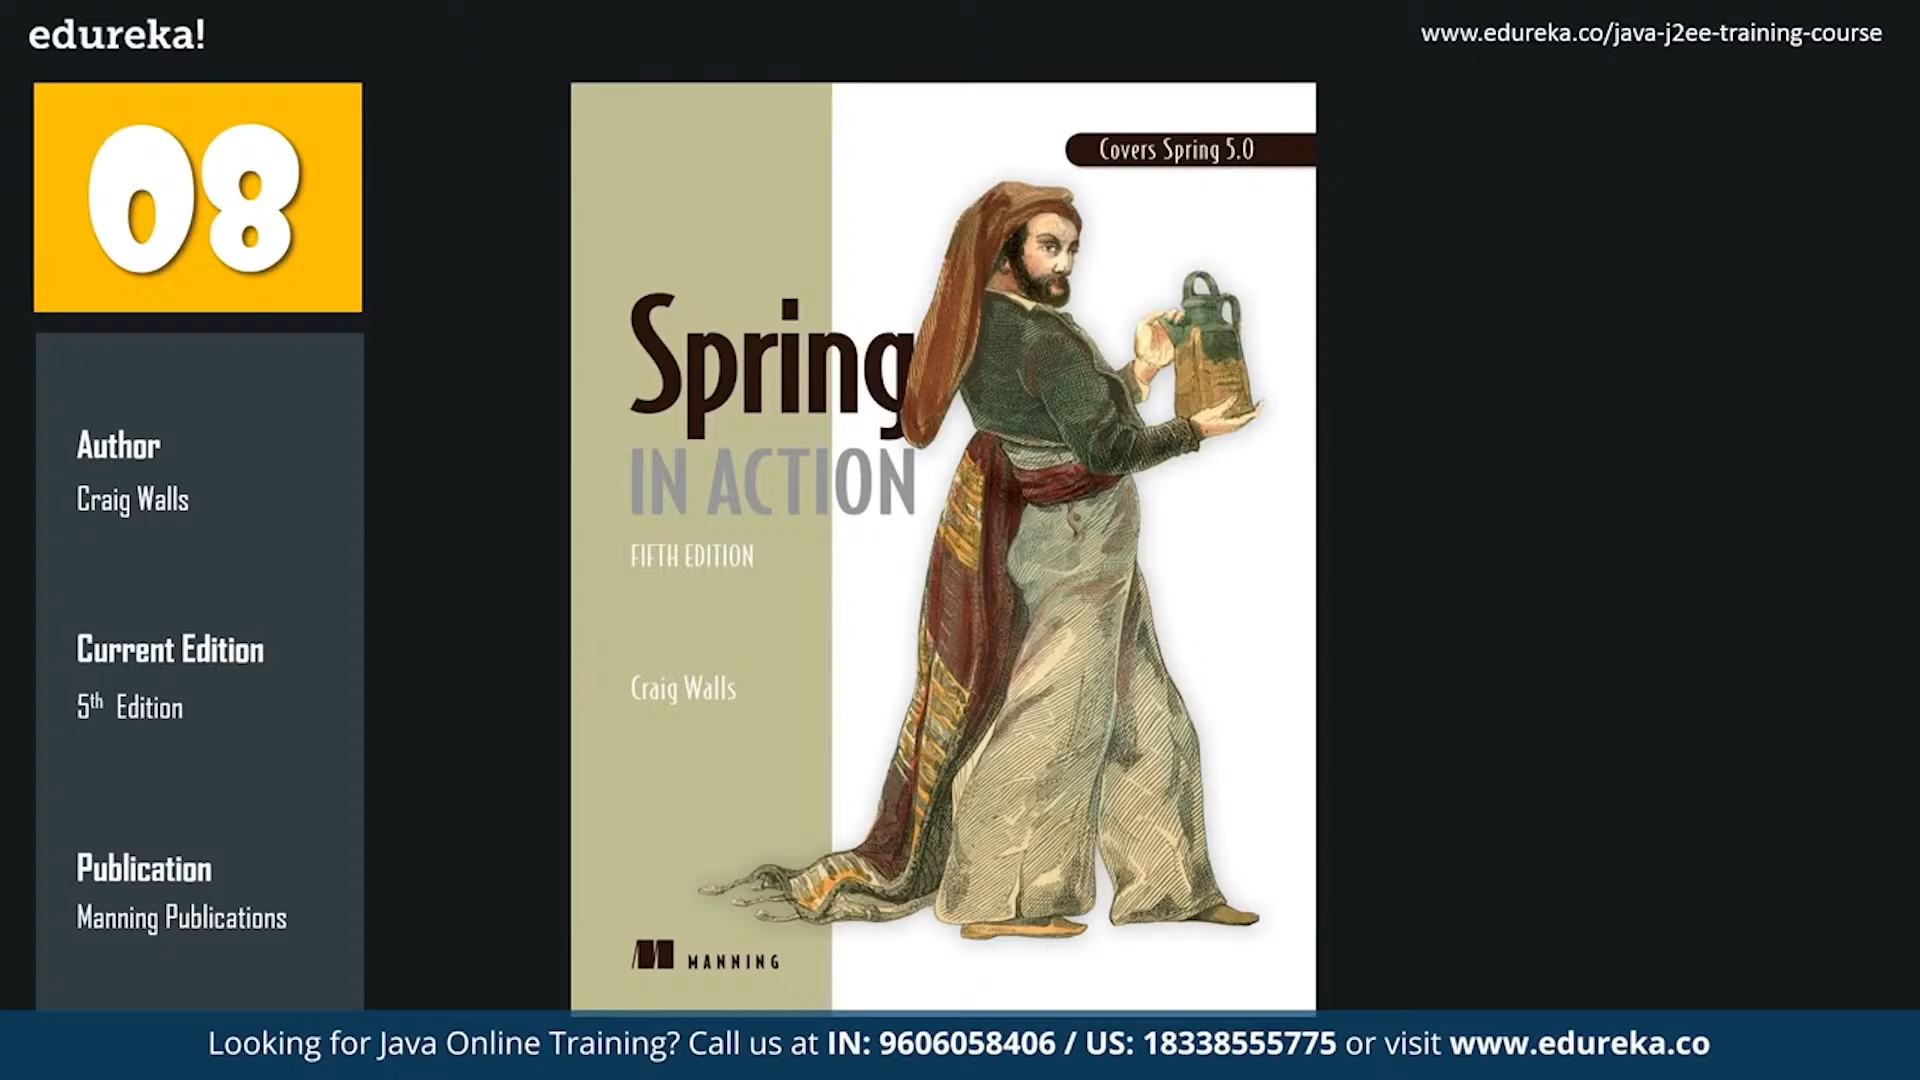 edureka!
www.edureka.co/java-j2ee-training-course
08
Author
Craig Walls
Current Edition
5th Edition
Publication
Manning Publications
Covers Spring 5.0
Spring
IN ACTION
FIFTH EDITION
Craig Walls
MANNING
Looking for Java Online Training? Call us at IN: 9606058406 / US: 18338555775 or visit www.edureka.co